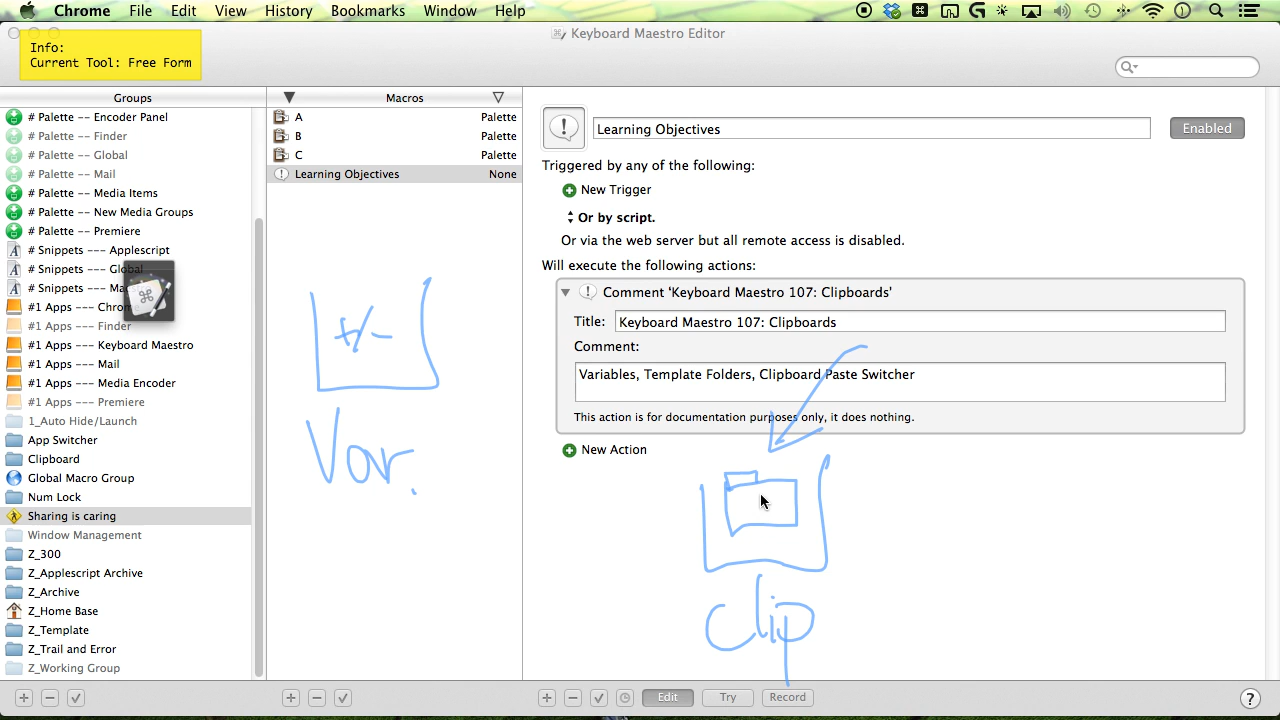 Chrome File Edit View History Bookmarks Window Help
Keyboard Maestro Editor
Info:
Current Tool: Free Form
Groups
Macros
# Palette -- Encoder Panel
# Palette -- Finder
# Palette -- Global
# Palette -- Mail
# Palette -- Media Items
# Palette -- New Media Groups
# Palette -- Premiere
# Snippets --- Applescript
# Snippets --- Global
# Snippets --- Ma
#1 Apps --- Chro
#1 Apps --- Finder
#1 Apps --- Keyboard Maestro
#1 Apps --- Mail
#1 Apps --- Media Encoder
#1 Apps --- Premiere
1_Auto Hide/Launch
App Switcher
Clipboard
Global Macro Group
Num Lock
Sharing is caring
Window Management
Z_300
Z_Applescript Archive
Z_Archive
Z_Home Base
Z_Template
Z_Trail and Error
Z_Working Group
A Palette
B Palette
C Palette
Learning Objectives None
+/-
Var.
Learning Objectives
Enabled
Triggered by any of the following:
New Trigger
Or by script.
Or via the web server but all remote access is disabled.
Will execute the following actions:
Comment 'Keyboard Maestro 107: Clipboards'
Title: Keyboard Maestro 107: Clipboards
Comment:
Variables, Template Folders, Clipboard Paste Switcher
This action is for documentation purposes only, it does nothing.
New Action
Clip
Edit Try Record
?